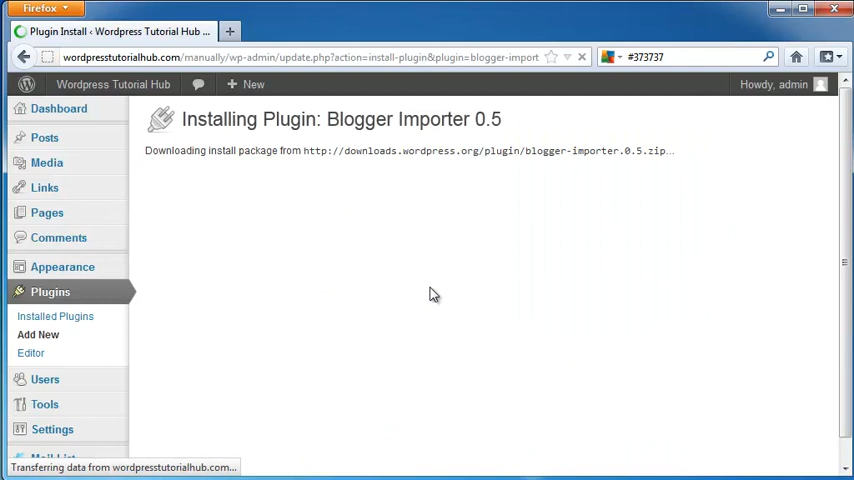 Firefox
Plugin Install ‹ Wordpress Tutorial Hub ...
wordpresstutorialhub.com/manually/wp-admin/update.php?action=install-plugin&plugin=blogger-import
#373737
Wordpress Tutorial Hub
New
Howdy, admin
Dashboard
Posts
Media
Links
Pages
Comments
Appearance
Plugins
Installed Plugins
Add New
Editor
Users
Tools
Settings
Mail List
Installing Plugin: Blogger Importer 0.5
Downloading install package from http://downloads.wordpress.org/plugin/blogger-importer.0.5.zip…
Transferring data from wordpresstutorialhub.com...